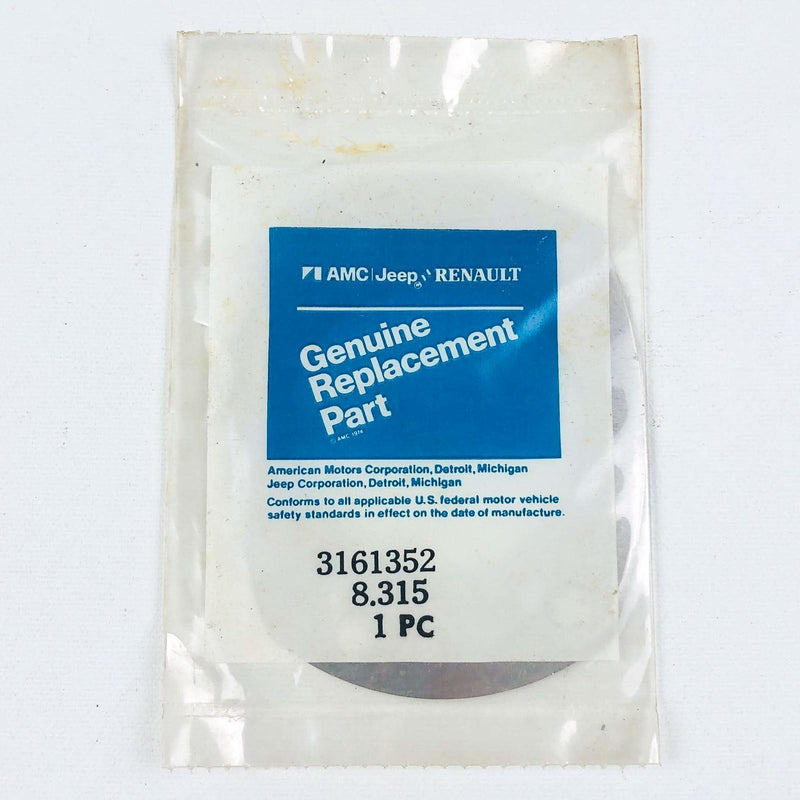 AMC|Jeep® RENAULT
Genuine
Replacement
Part
© AMC 1974
American Motors Corporation, Detroit, Michigan
Jeep Corporation, Detroit, Michigan
Conforms to all applicable U.S. federal motor vehicle
safety standards in effect on the date of manufacture.
3161352
8.315
1 PC